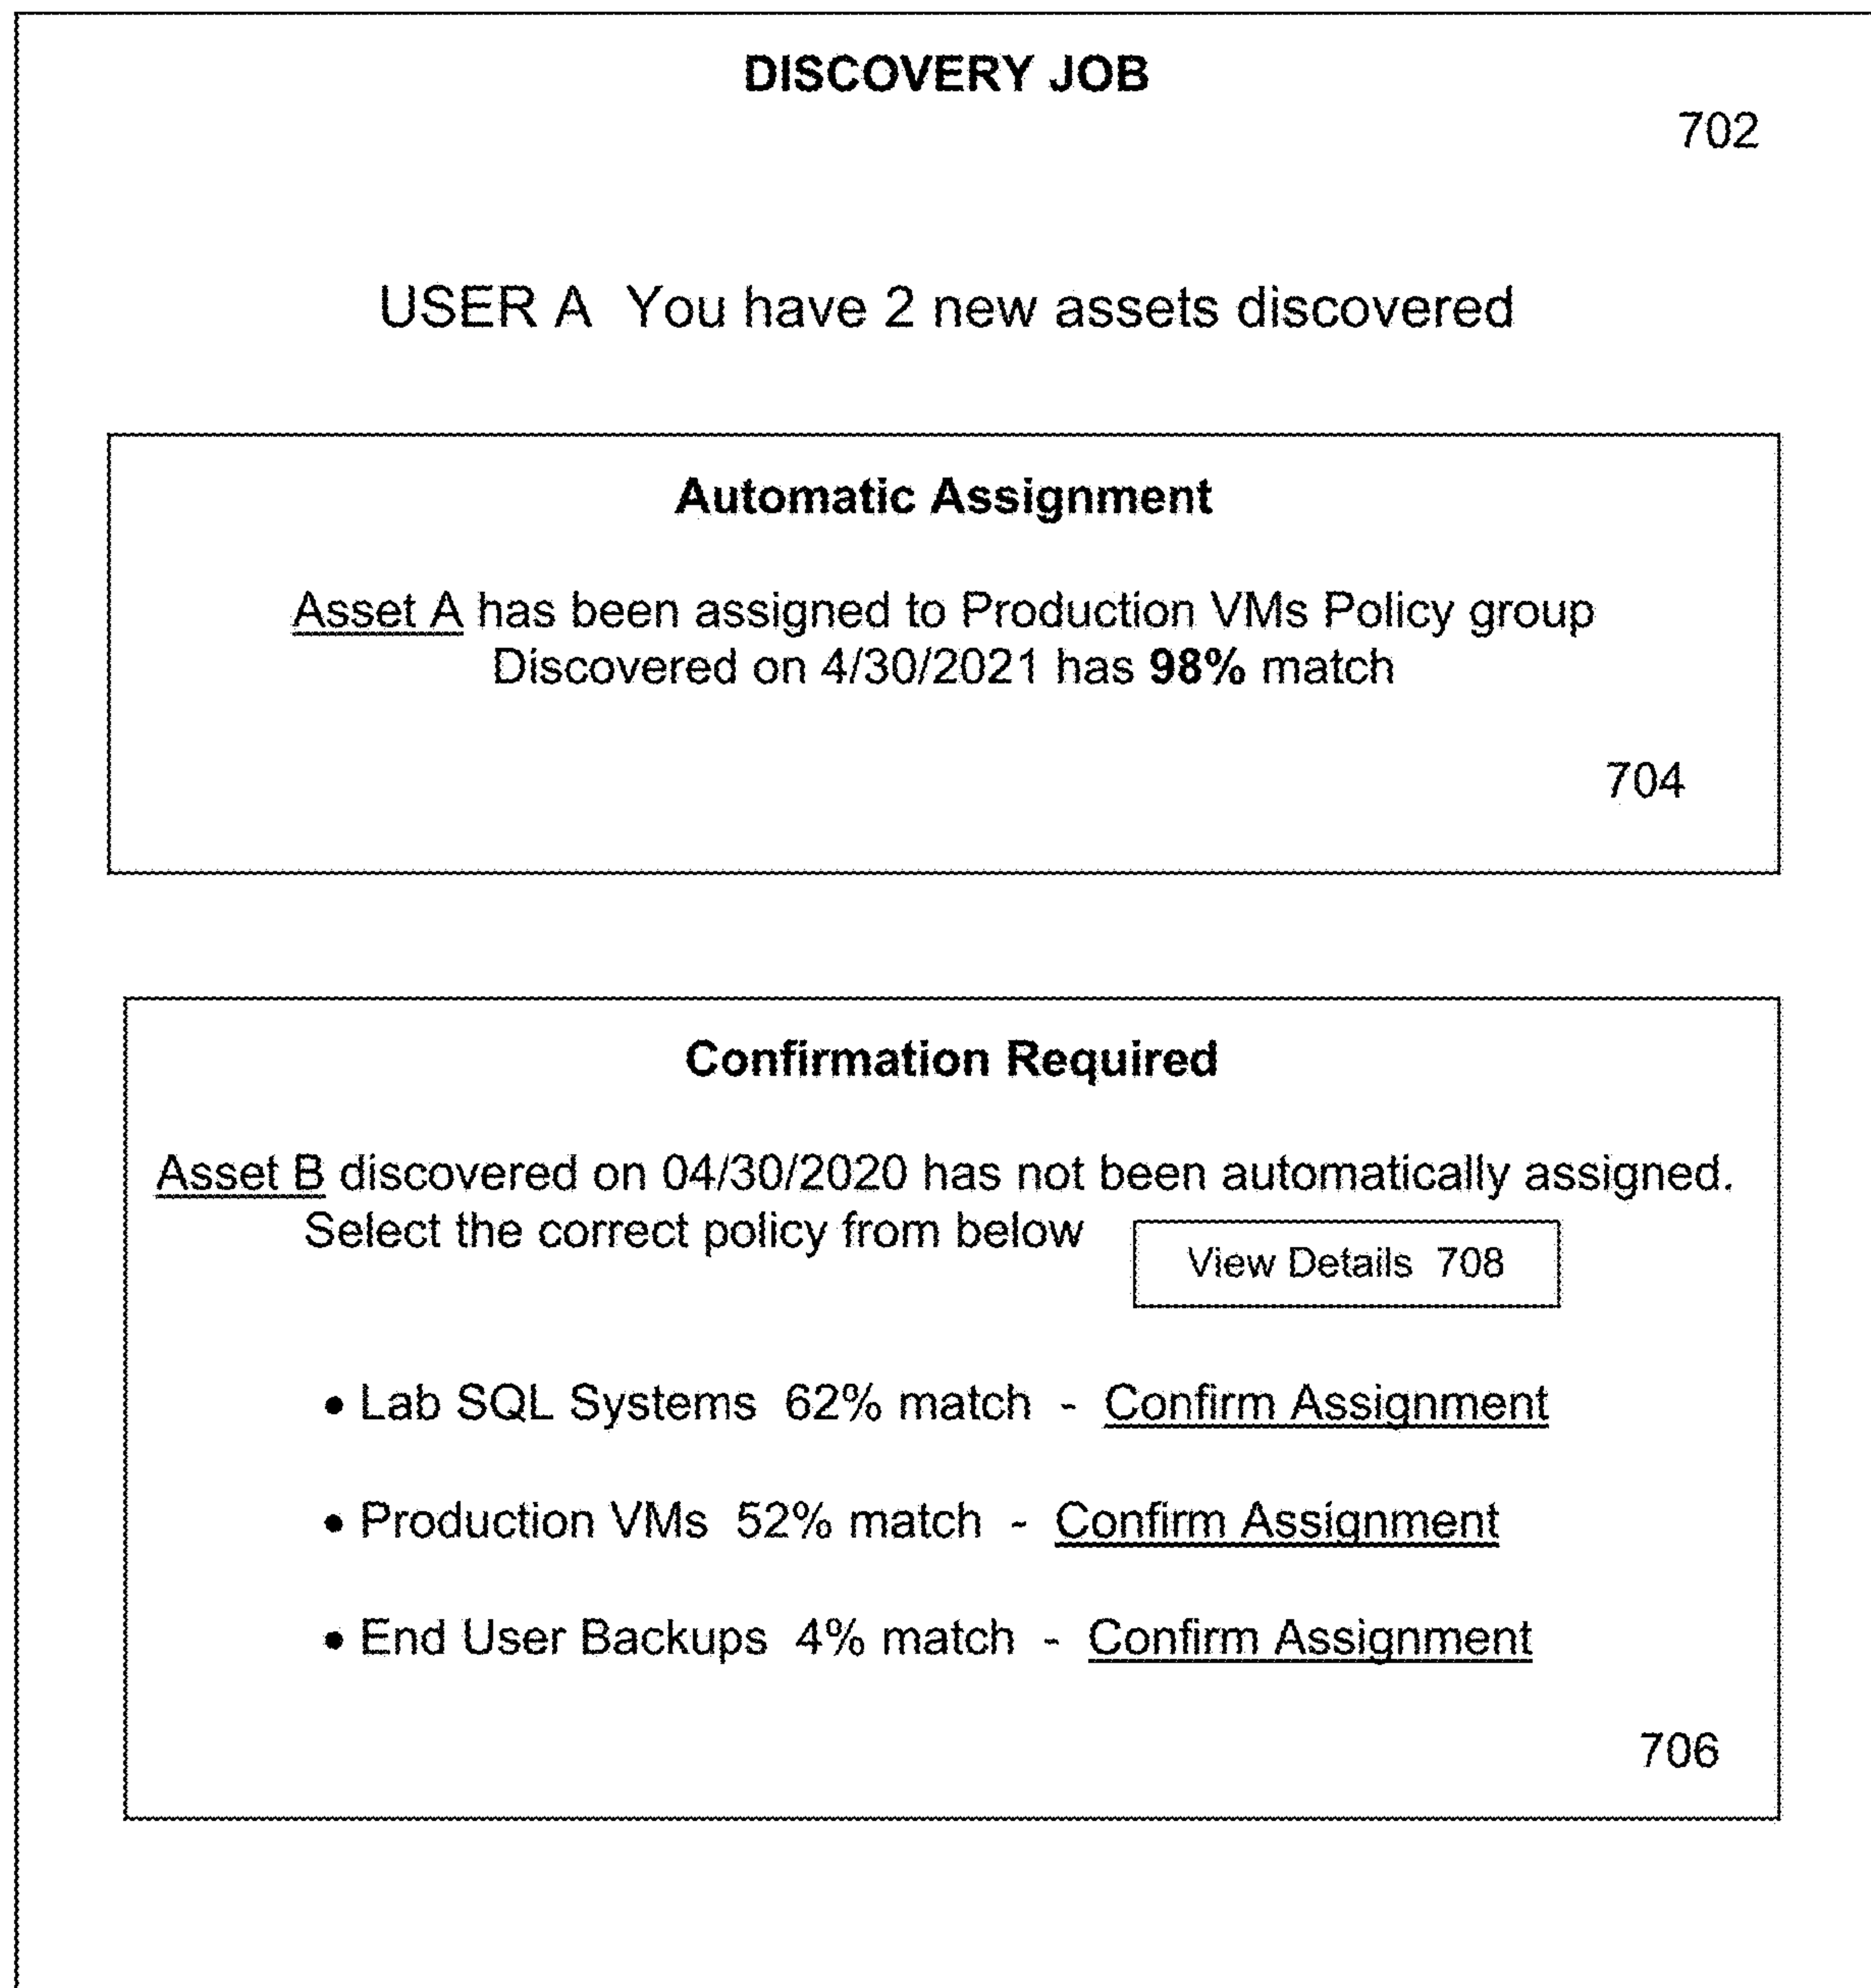 DISCOVERY JOB
702
USER A  You have 2 new assets discovered
Automatic Assignment
Asset A has been assigned to Production VMs Policy group
Discovered on 4/30/2021 has 98% match
704
Confirmation Required
Asset B discovered on 04/30/2020 has not been automatically assigned.
Select the correct policy from below
View Details 708
• Lab SQL Systems 62% match - Confirm Assignment
• Production VMs 52% match - Confirm Assignment
• End User Backups 4% match - Confirm Assignment
706